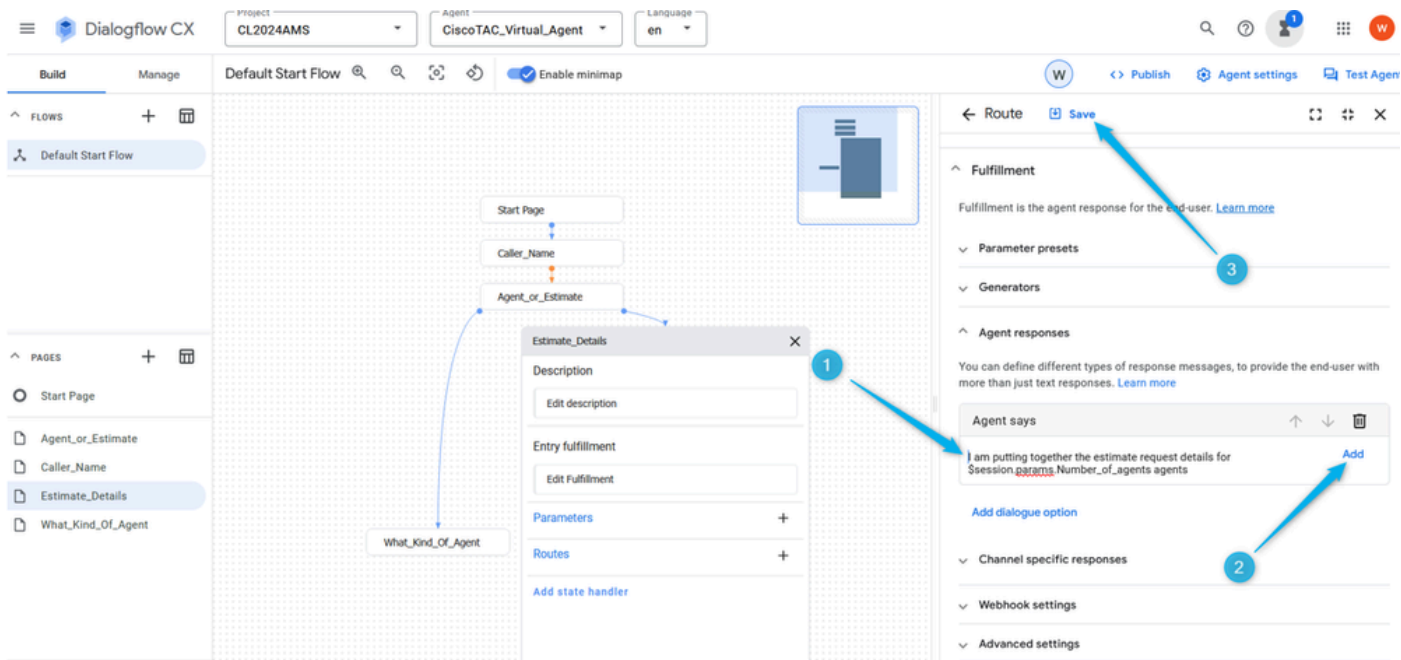 Project
Agent
Language
Dialogflow CX
CL2024AMS
CiscoTAC_Virtual_Agent
en
1
W
Build
Manage
Default Start Flow
Enable minimap
W
Publish
Agent settings
Test Agent
FLOWS
Default Start Flow
PAGES
Start Page
Agent_or_Estimate
Caller_Name
Estimate_Details
What_Kind_Of_Agent
Start Page
Caller_Name
Agent_or_Estimate
What_Kind_Of_Agent
Estimate_Details
Description
Edit description
Entry fulfillment
Edit Fulfillment
Parameters
Routes
Add state handler
Route
Save
Fulfillment
Fulfillment is the agent response for the end-user. Learn more
3
Parameter presets
Generators
Agent responses
You can define different types of response messages, to provide the end-user with
more than just text responses. Learn more
1
Agent says
I am putting together the estimate request details for
$session.params.Number_of_agents agents
Add
Add dialogue option
2
Channel specific responses
Webhook settings
Advanced settings